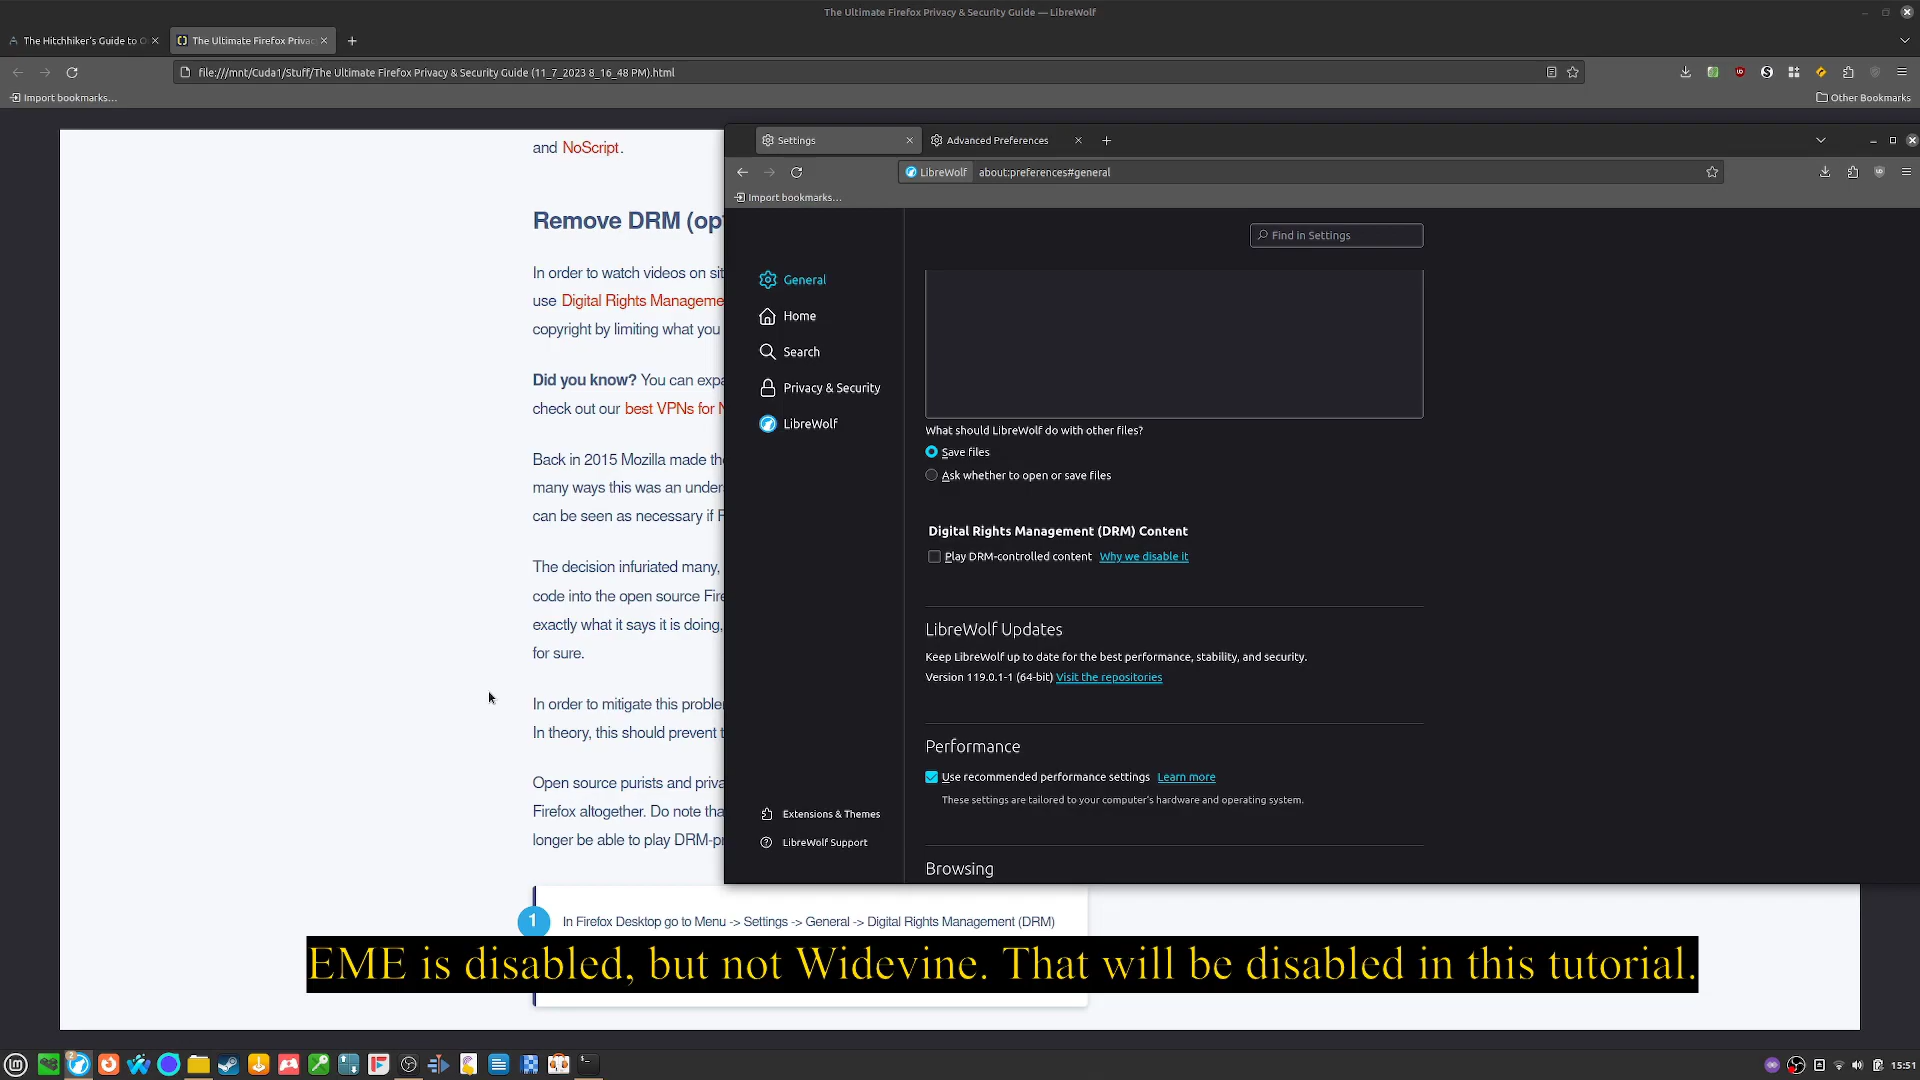 The Ultimate Firefox Privacy & Security Guide — LibreWolf
The Hitchhiker's Guide to O
The Ultimate Firefox Priva
file:///mnt/Cuda1/Stuff/The Ultimate Firefox Privacy & Security Guide (11_7_2023 8_16_48 PM).html
Import bookmarks...
Other Bookmarks
and NoScript.
Remove DRM (op
In order to watch videos on sit
use Digital Rights Manageme
copyright by limiting what you
Did you know? You can expa
check out our best VPNs for N
Back in 2015 Mozilla made the
many ways this was an under
can be seen as necessary if F
The decision infuriated many,
code into the open source Fire
exactly what it says it is doing,
for sure.
In order to mitigate this probler
In theory, this should prevent t
Open source purists and priva
Firefox altogether. Do note tha
longer be able to play DRM-p
1
In Firefox Desktop go to Menu -> Settings -> General -> Digital Rights Management (DRM)
Settings
Advanced Preferences
LibreWolf
about:preferences#general
Import bookmarks...
Find in Settings
General
Home
Search
Privacy & Security
LibreWolf
Extensions & Themes
LibreWolf Support
What should LibreWolf do with other files?
Save files
Ask whether to open or save files
Digital Rights Management (DRM) Content
Play DRM-controlled content Why we disable it
LibreWolf Updates
Keep LibreWolf up to date for the best performance, stability, and security.
Version 119.0.1-1 (64-bit) Visit the repositories
Performance
Use recommended performance settings Learn more
These settings are tailored to your computer's hardware and operating system.
Browsing
EME is disabled, but not Widevine. That will be disabled in this tutorial.
2
15:51